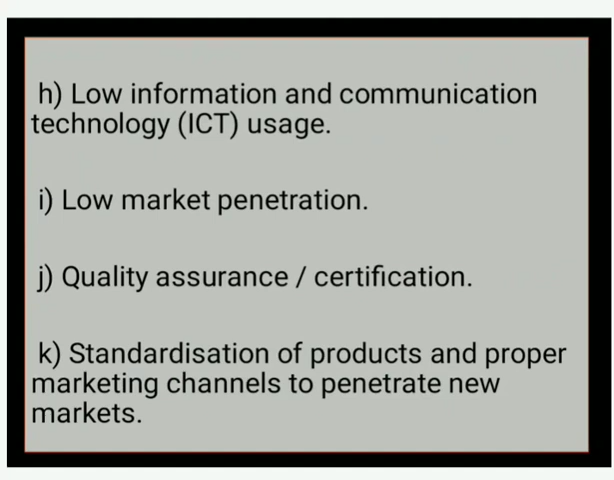 h) Low information and communication
technology (ICT) usage.
i) Low market penetration.
j) Quality assurance / certification.
k) Standardisation of products and proper
marketing channels to penetrate new
markets.